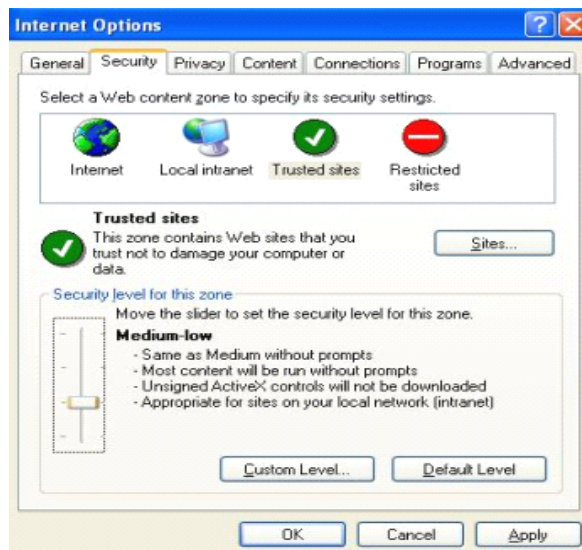 Internet Options
General Security Privacy Content Connections Programs Advanced
Select a Web content zone to specify its security settings.
Internet Local intranet Trusted sites Restricted
sites
Trusted sites
This zone contains Web sites that you
trust not to damage your computer or
data.
Sites...
Security level for this zone
Move the slider to set the security level for this zone.
Medium-low
- Same as Medium without prompts
- Most content will be run without prompts
- Unsigned ActiveX controls will not be downloaded
- Appropriate for sites on your local network (intranet)
Custom Level... Default Level
OK Cancel Apply